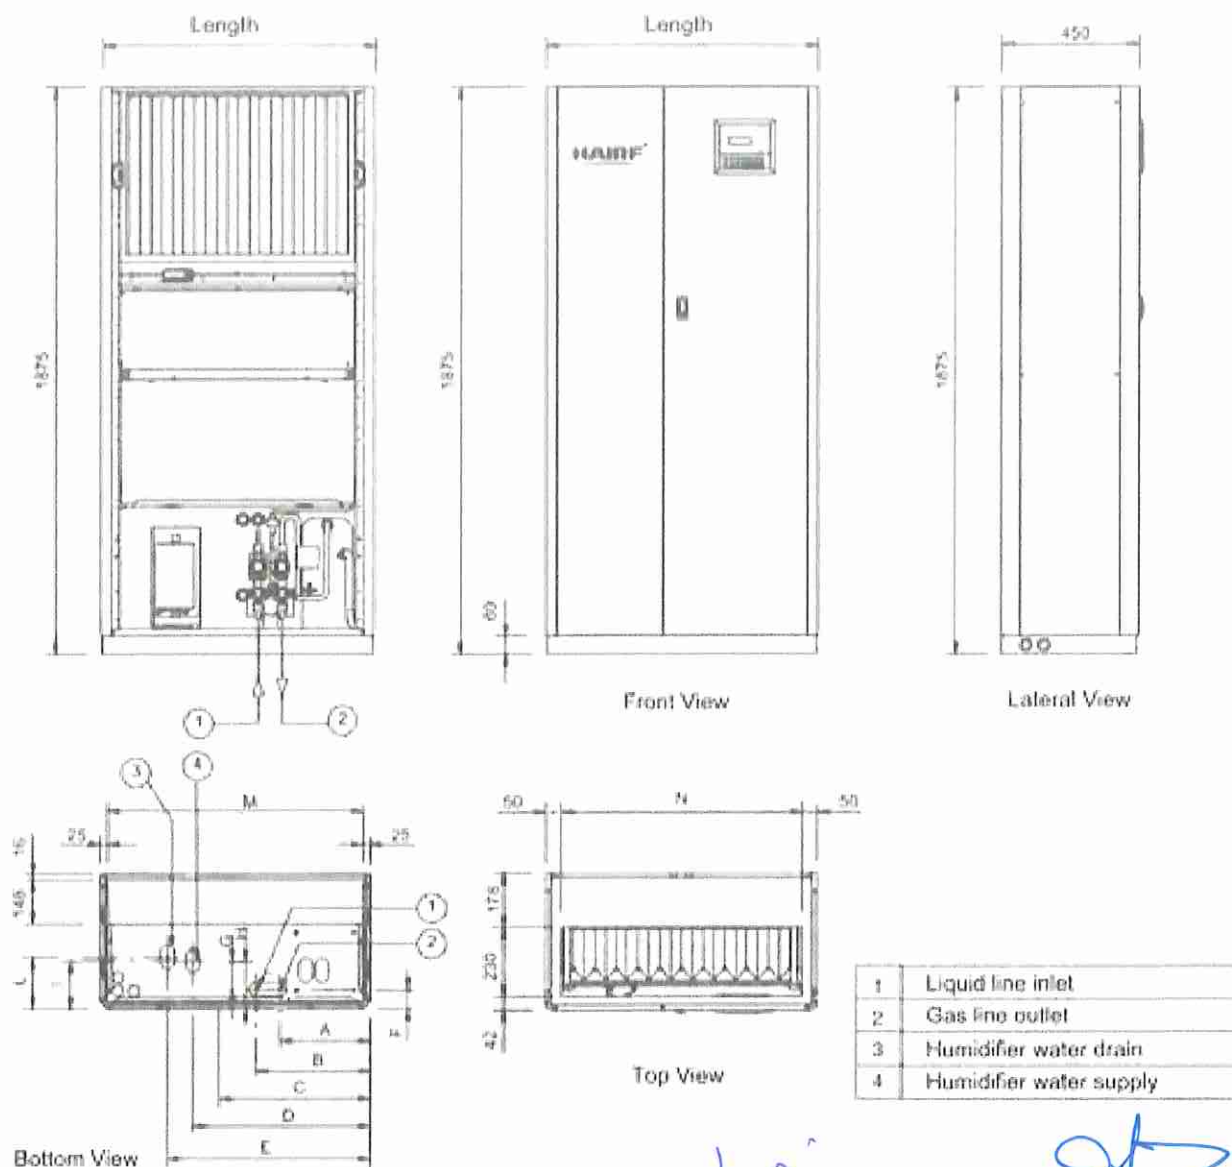 Length
Length
450
HAIRF
1875
1875
1875
60
Front View
Lateral View
1
2
3
4
M
N
25
25
50
50
16
148
178
230
42
1
2
G
H
L
I
F
A
B
C
D
E
Top View
Bottom View
1 Liquid line inlet
2 Gas line outlet
3 Humidifier water drain
4 Humidifier water supply